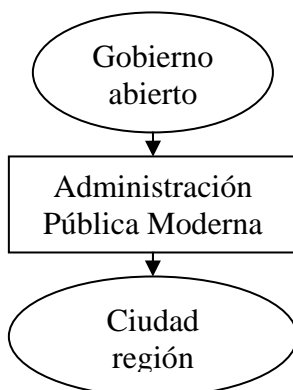 Gobierno
abierto
Administración
Pública Moderna
Ciudad
región